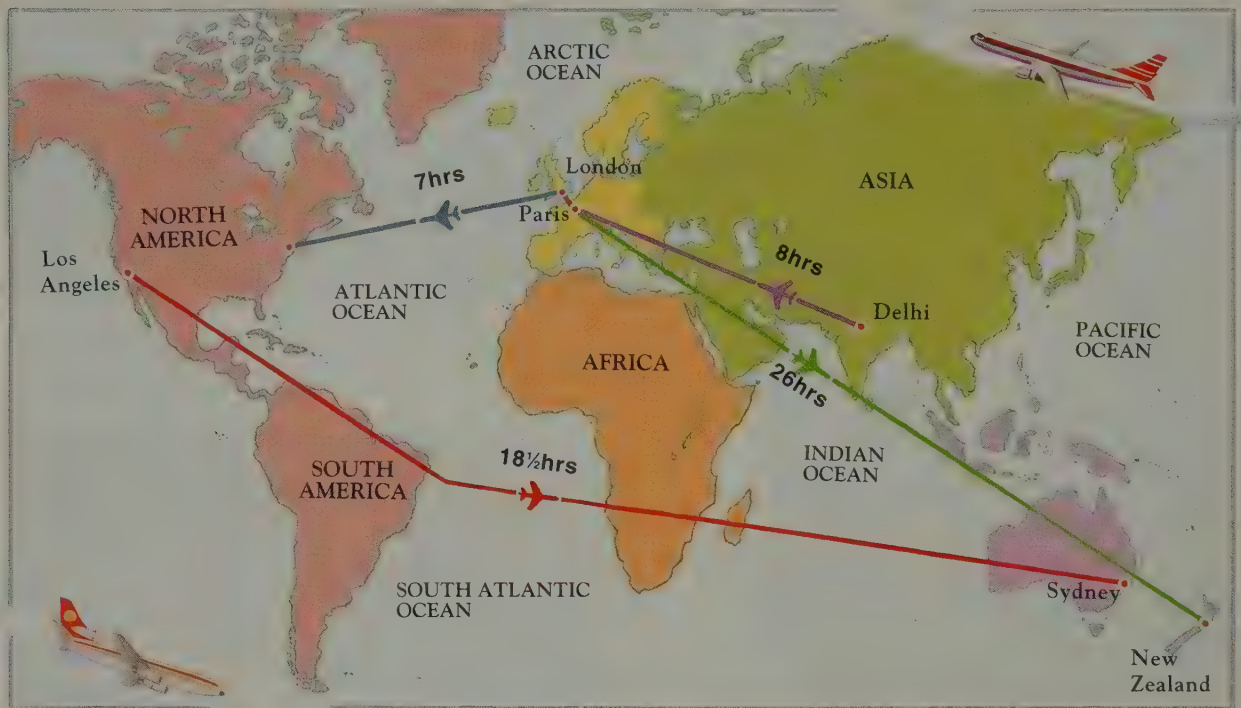 ARCTIC
OCEAN
London
7hrs
ASIA
Paris
NORTH
AMERICA
8hrs
Los
Angeles
ATLANTIC
OCEAN
Delhi
PACIFIC
OCEAN
AFRICA
26hrs
INDIAN
OCEAN
18½hrs
SOUTH
AMERICA
SOUTH ATLANTIC
OCEAN
Sydney
New
Zealand